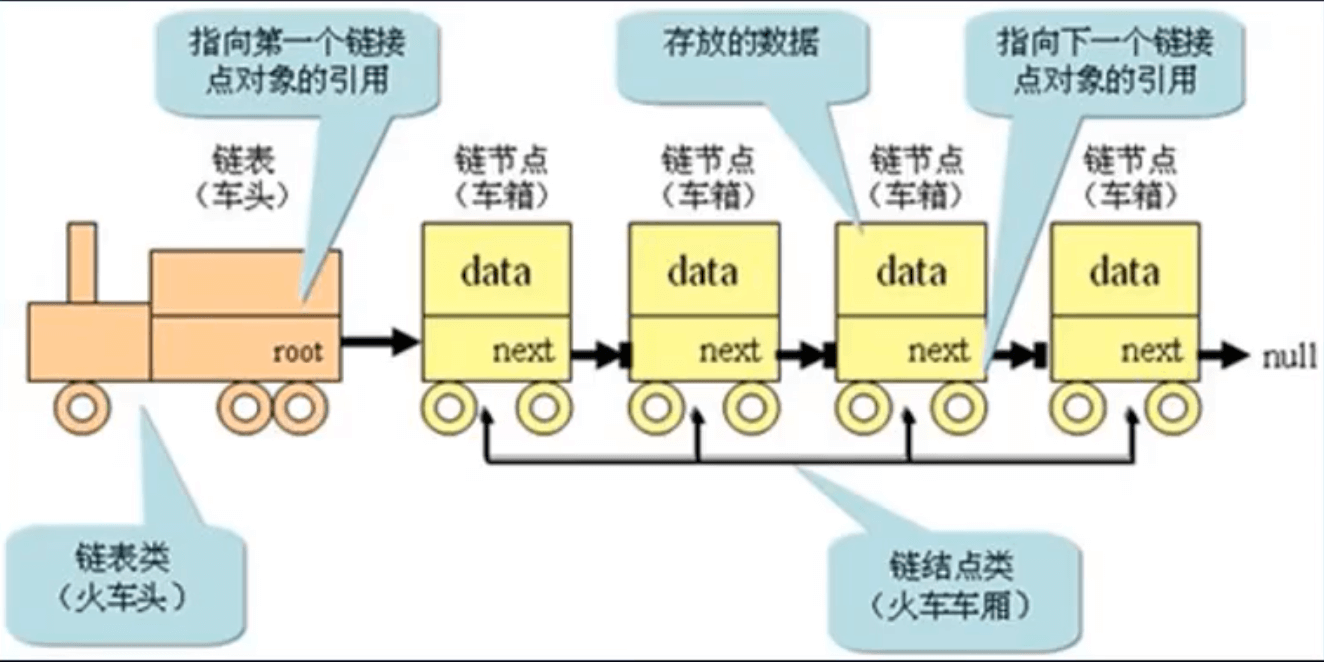 指向第一个链接
点对象的引用
存放的数据
指向下一个链接
点对象的引用
链表
（车头）
链节点
（车箱）
链节点
（车箱）
链节点
（车箱）
链节点
（车箱）
data
data
data
data
root
next
next
next
next
null
链表类
（火车头）
链结点类
（火车车厢）